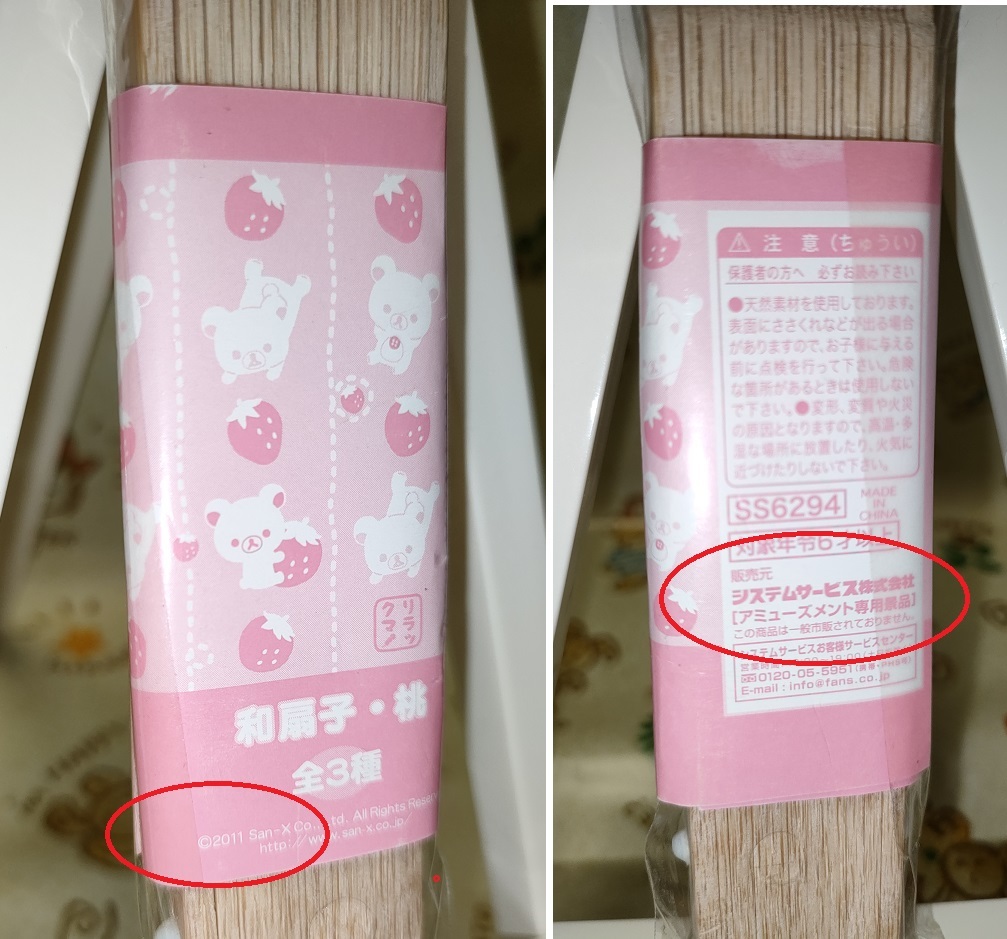 リラックマ
和扇子・桃
全3種
©2011 San-X Co., Ltd. All Rights Reser
http://www.san-x.co.jp/
⚠ 注 意 (ちゅうい)
保護者の方へ 必ずお読み下さい
●天然素材を使用しております。
表面にささくれなどが出る場合
がありますので、お子様に与える
前に点検を行って下さい。危険
な箇所があるときは使用しない
で下さい。●変形、変質や火災
の原因となりますので、高温・多
湿な場所に放置したり、火気に
近づけたりしないで下さい。
SS6294
MADE
IN
CHINA
対象年令6才以上
販売元
システムサービス株式会社
[アミューズメント専用景品]
この商品は一般市販されておりません。
システムサービスお客様サービスセンター
営業時間
0120-05-5951(携帯・PHS可)
E-mail : info@fans.co.jp